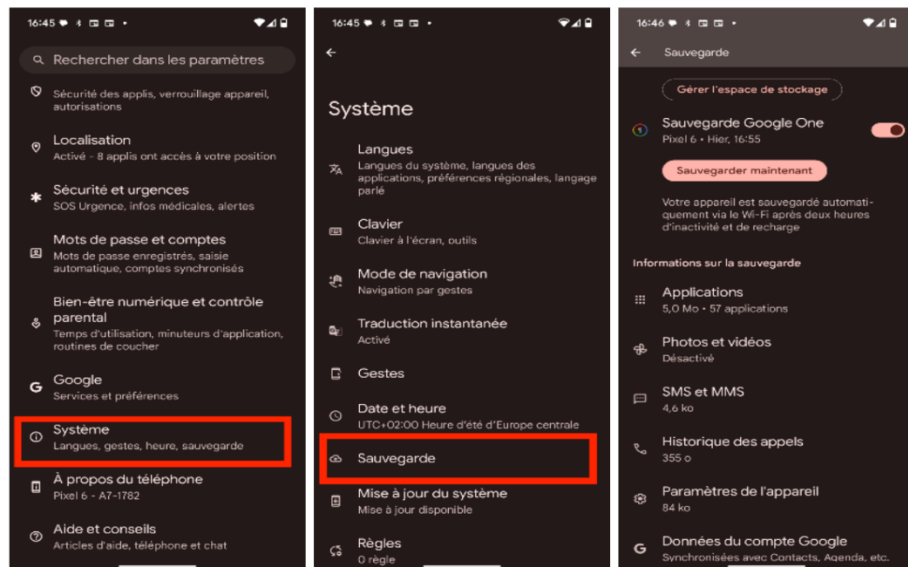 16:45
Rechercher dans les paramètres
Sécurité des applis, verrouillage appareil,
autorisations
Localisation
Activé - 8 applis ont accès à votre position
Sécurité et urgences
SOS Urgence, infos médicales, alertes
Mots de passe et comptes
Mots de passe enregistrés, saisie
automatique, comptes synchronisés
Bien-être numérique et contrôle
parental
Temps d'utilisation, minuteurs d'application,
routines de coucher
Google
Services et préférences
Système
Langues, gestes, heure, sauvegarde
À propos du téléphone
Pixel 6 - A7-1782
Aide et conseils
Articles d'aide, téléphone et chat
16:45
Système
Langues
Langues du système, langues des
applications, préférences régionales, langage
parlé
Clavier
Clavier à l'écran, outils
Mode de navigation
Navigation par gestes
Traduction instantanée
Activé
Gestes
Date et heure
UTC+02:00 Heure d'été d'Europe centrale
Sauvegarde
Mise à jour du système
Mise à jour disponible
Règles
0 règle
16:46
Sauvegarde
Gérer l'espace de stockage
Sauvegarde Google One
Pixel 6 • Hier, 16:55
Sauvegarder maintenant
Votre appareil est sauvegardé automati-
quement via le Wi-Fi après deux heures
d'inactivité et de recharge
Informations sur la sauvegarde
Applications
5,0 Mo • 57 applications
Photos et vidéos
Désactivé
SMS et MMS
4,6 ko
Historique des appels
355 o
Paramètres de l'appareil
84 ko
Données du compte Google
Synchronisées avec Contacts, Agenda, etc.